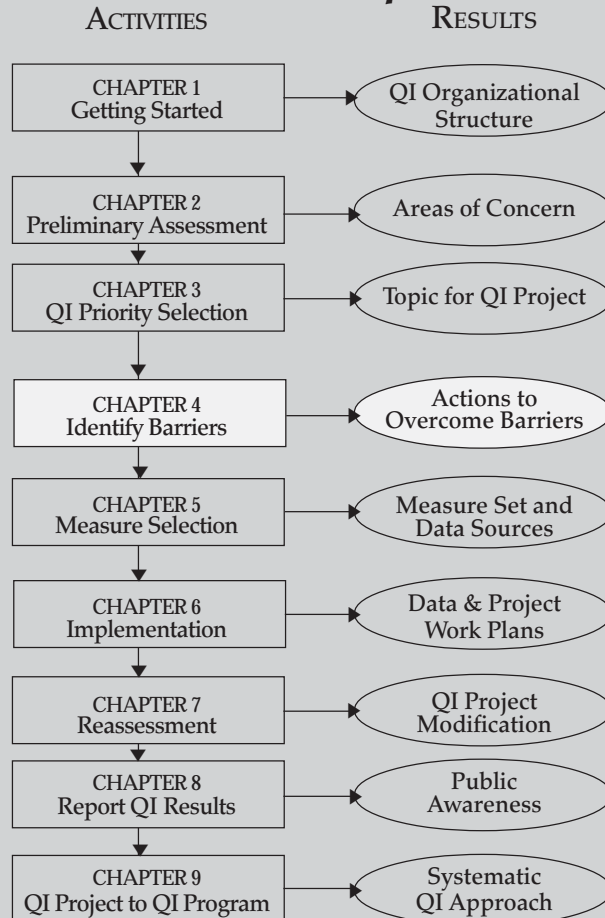 ACTIVITIES
RESULTS
CHAPTER 1
Getting Started
QI Organizational
Structure
CHAPTER 2
Preliminary Assessment
Areas of Concern
CHAPTER 3
QI Priority Selection
Topic for QI Project
CHAPTER 4
Identify Barriers
Actions to
Overcome Barriers
CHAPTER 5
Measure Selection
Measure Set and
Data Sources
CHAPTER 6
Implementation
Data & Project
Work Plans
CHAPTER 7
Reassessment
QI Project
Modification
CHAPTER 8
Report QI Results
Public
Awareness
CHAPTER 9
QI Project to QI Program
Systematic
QI Approach